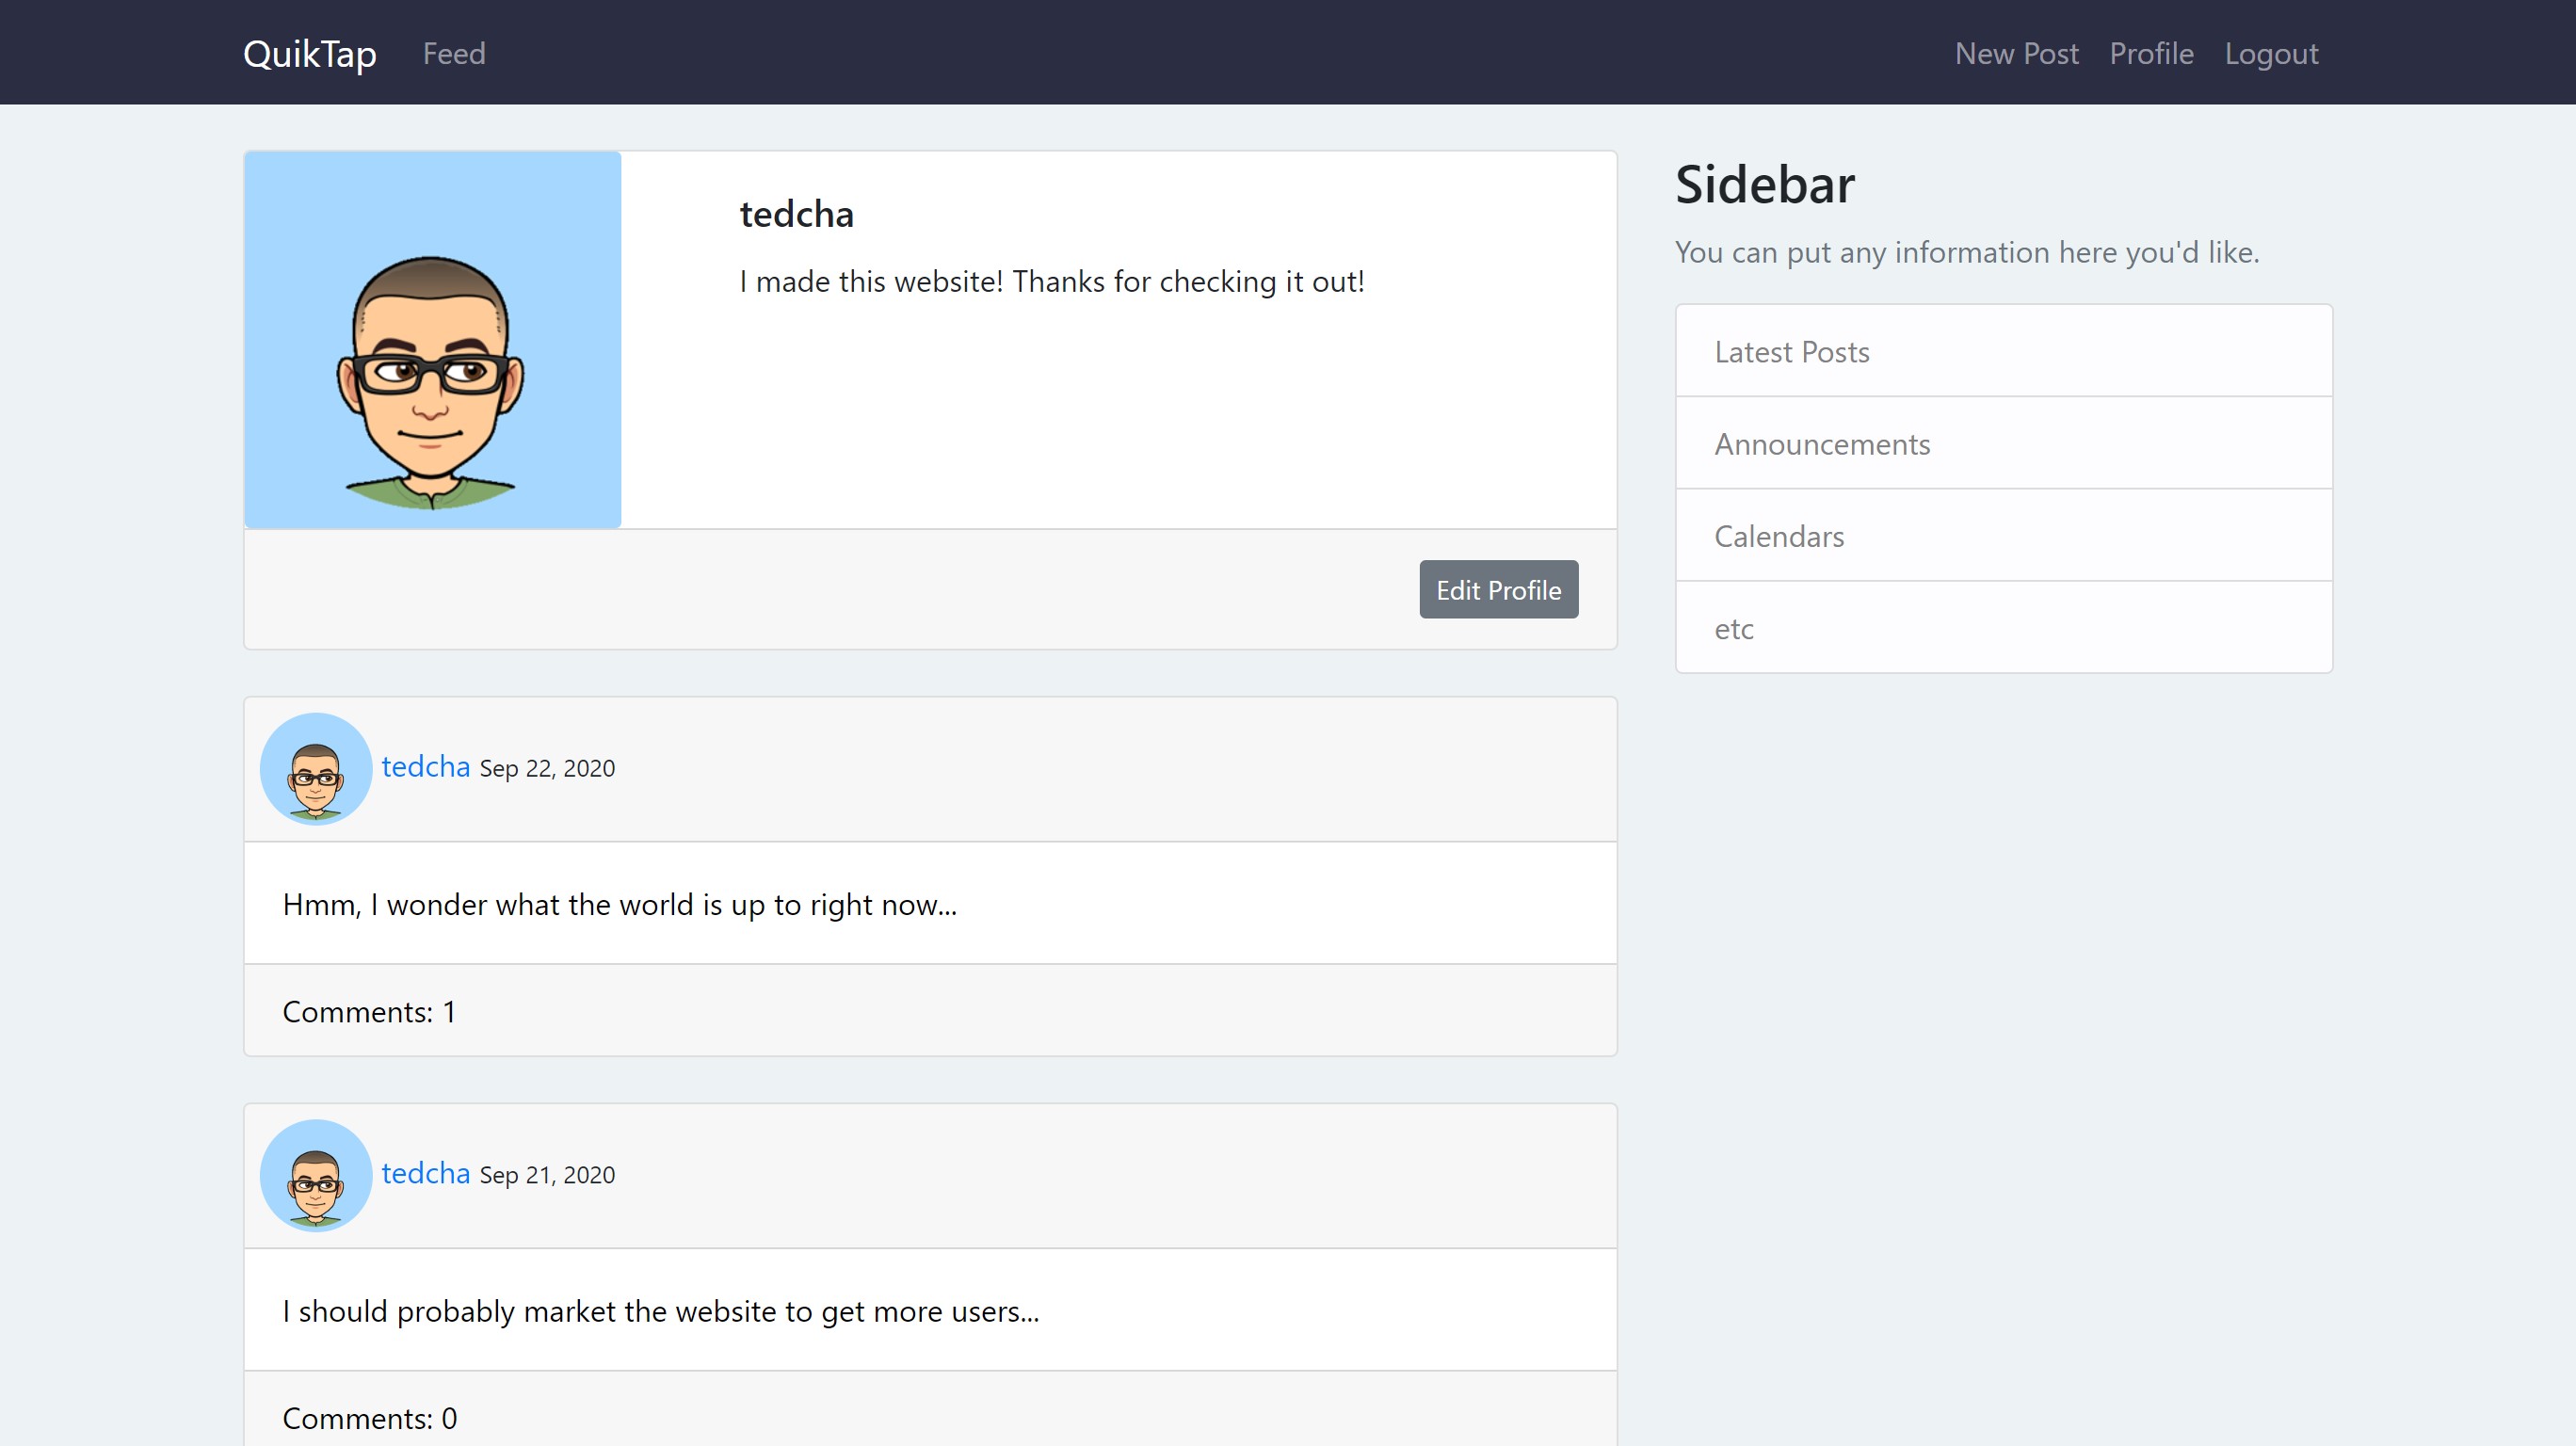 QuikTap Feed New Post Profile Logout
tedcha
I made this website! Thanks for checking it out!
Edit Profile
Sidebar
You can put any information here you'd like.
Latest Posts
Announcements
Calendars
etc
tedcha Sep 22, 2020
Hmm, I wonder what the world is up to right now...
Comments: 1
tedcha Sep 21, 2020
I should probably market the website to get more users...
Comments: 0